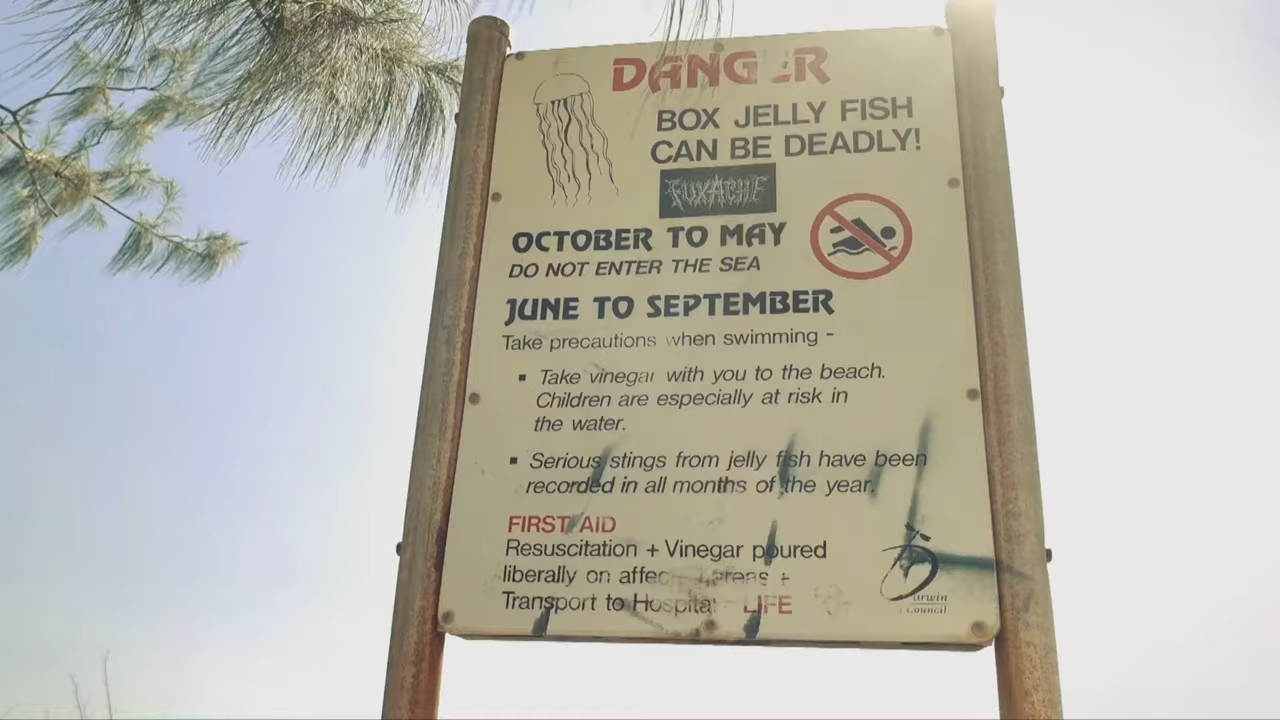 DANGER
BOX JELLY FISH
CAN BE DEADLY!
OCTOBER TO MAY
DO NOT ENTER THE SEA
JUNE TO SEPTEMBER
Take precautions when swimming -
▪ Take vinegar with you to the beach.
Children are especially at risk in
the water.
▪ Serious stings from jelly fish have been
recorded in all months of the year.
FIRST AID
Resuscitation + Vinegar poured
liberally on affected areas +
Transport to Hospital LIFE
Darwin
Council